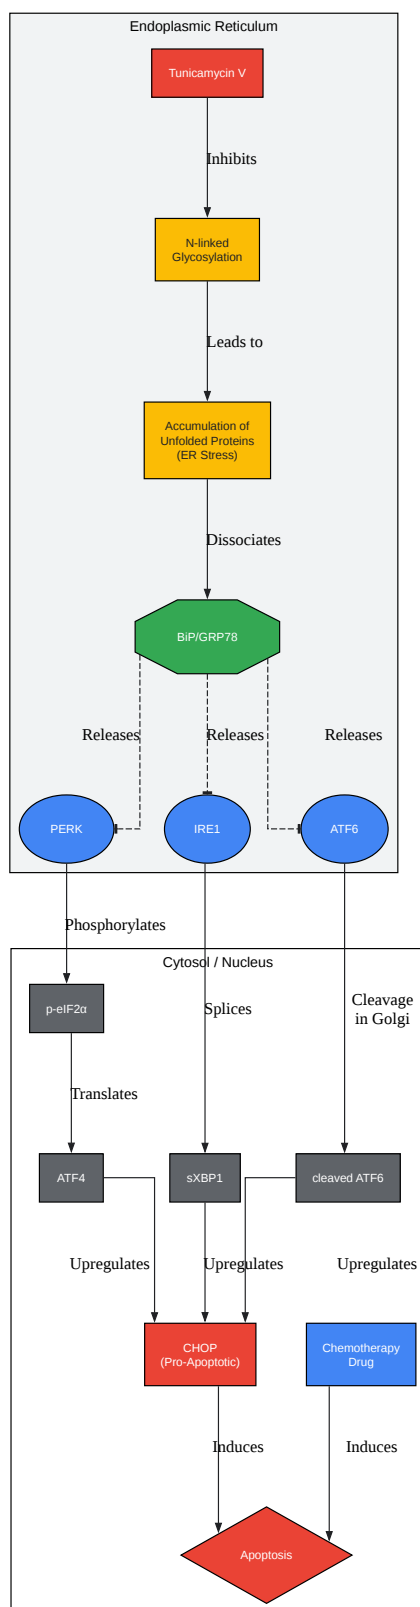 Endoplasmic Reticulum
Tunicamycin V
Inhibits
N-linked
Glycosylation
Leads to
Accumulation of
Unfolded Proteins
(ER Stress)
Dissociates
BiP/GRP78
Releases
Releases
Releases
PERK
IRE1
ATF6
Phosphorylates
Cytosol / Nucleus
p-eIF2α
Splices
Cleavage
in Golgi
Translates
ATF4
sXBP1
cleaved ATF6
Upregulates
Upregulates
Upregulates
CHOP
(Pro-Apoptotic)
Chemotherapy
Drug
Induces
Induces
Apoptosis